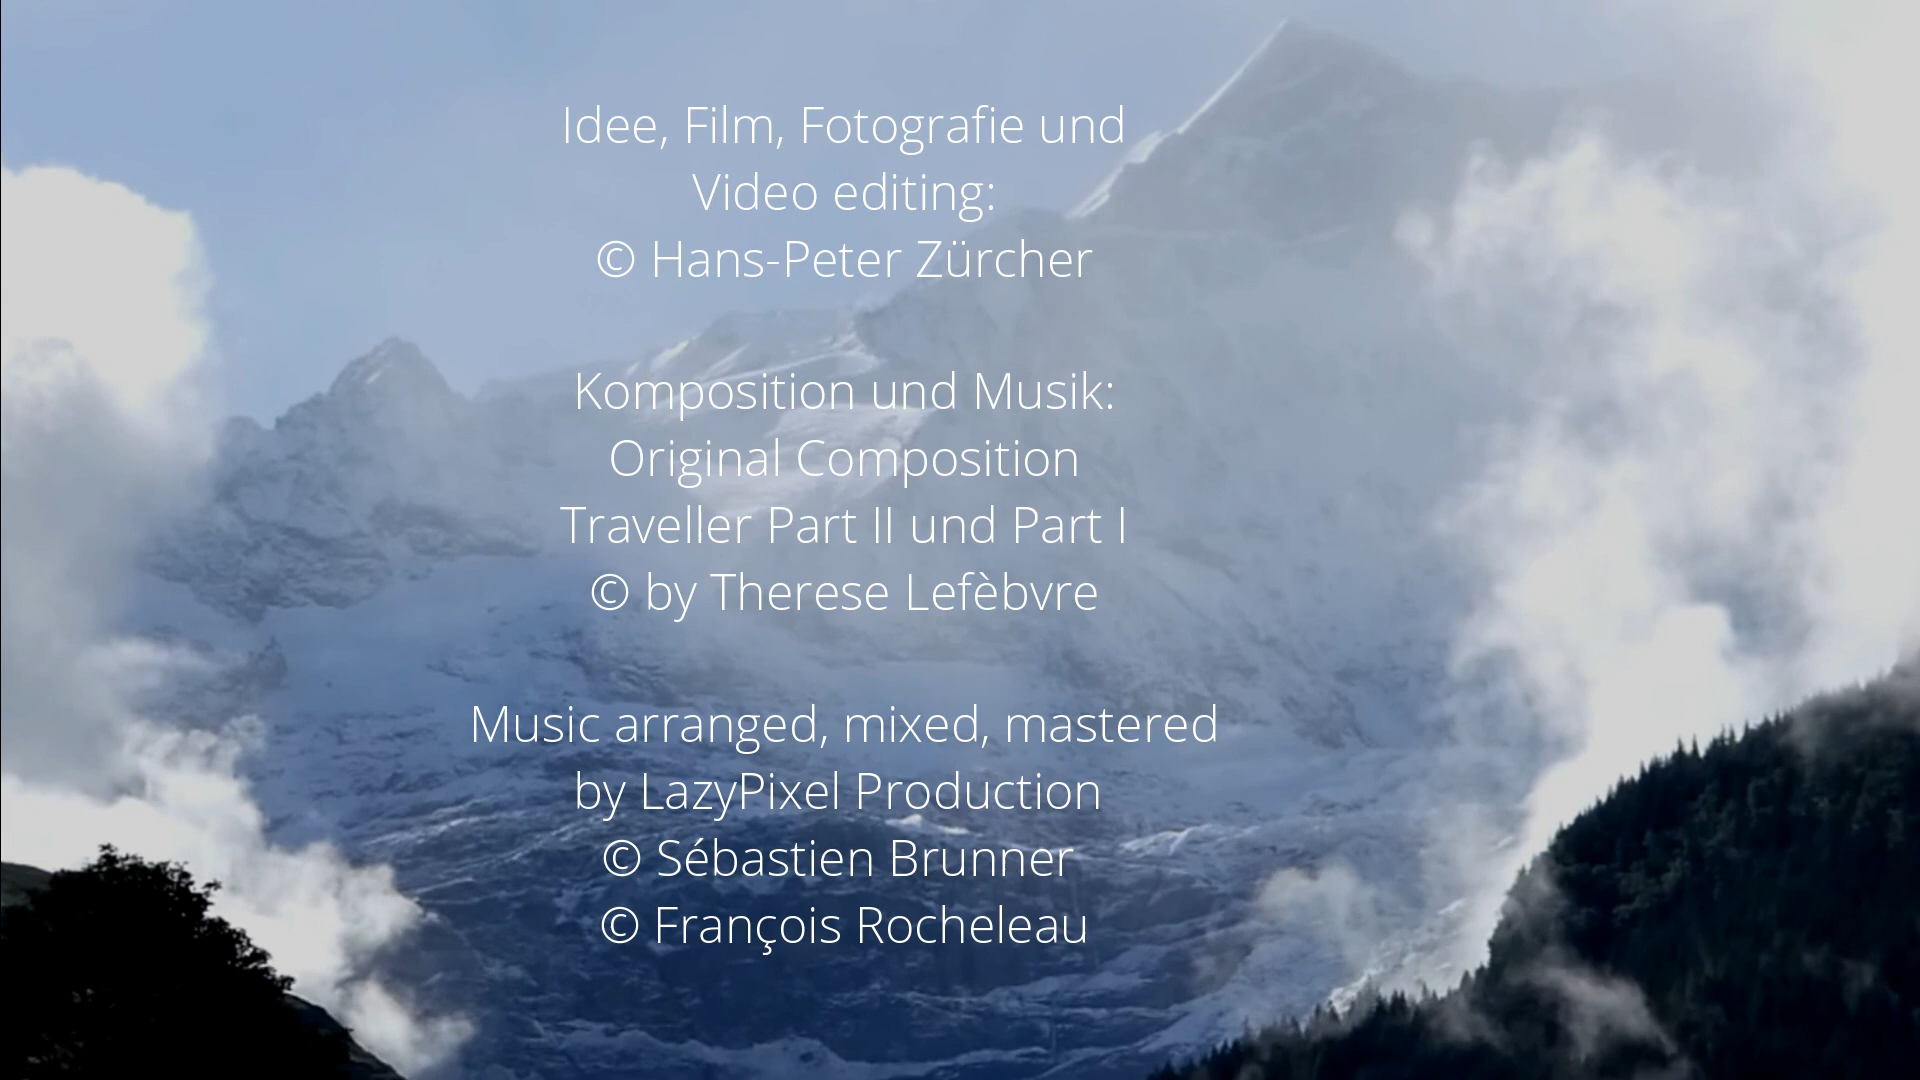 Idee, Film, Fotografie und
Video editing:
© Hans-Peter Zürcher
Komposition und Musik:
Original Composition
Traveller Part II und Part I
© by Therese Lefèbvre
Music arranged, mixed, mastered
by LazyPixel Production
© Sébastien Brunner
© François Rocheleau